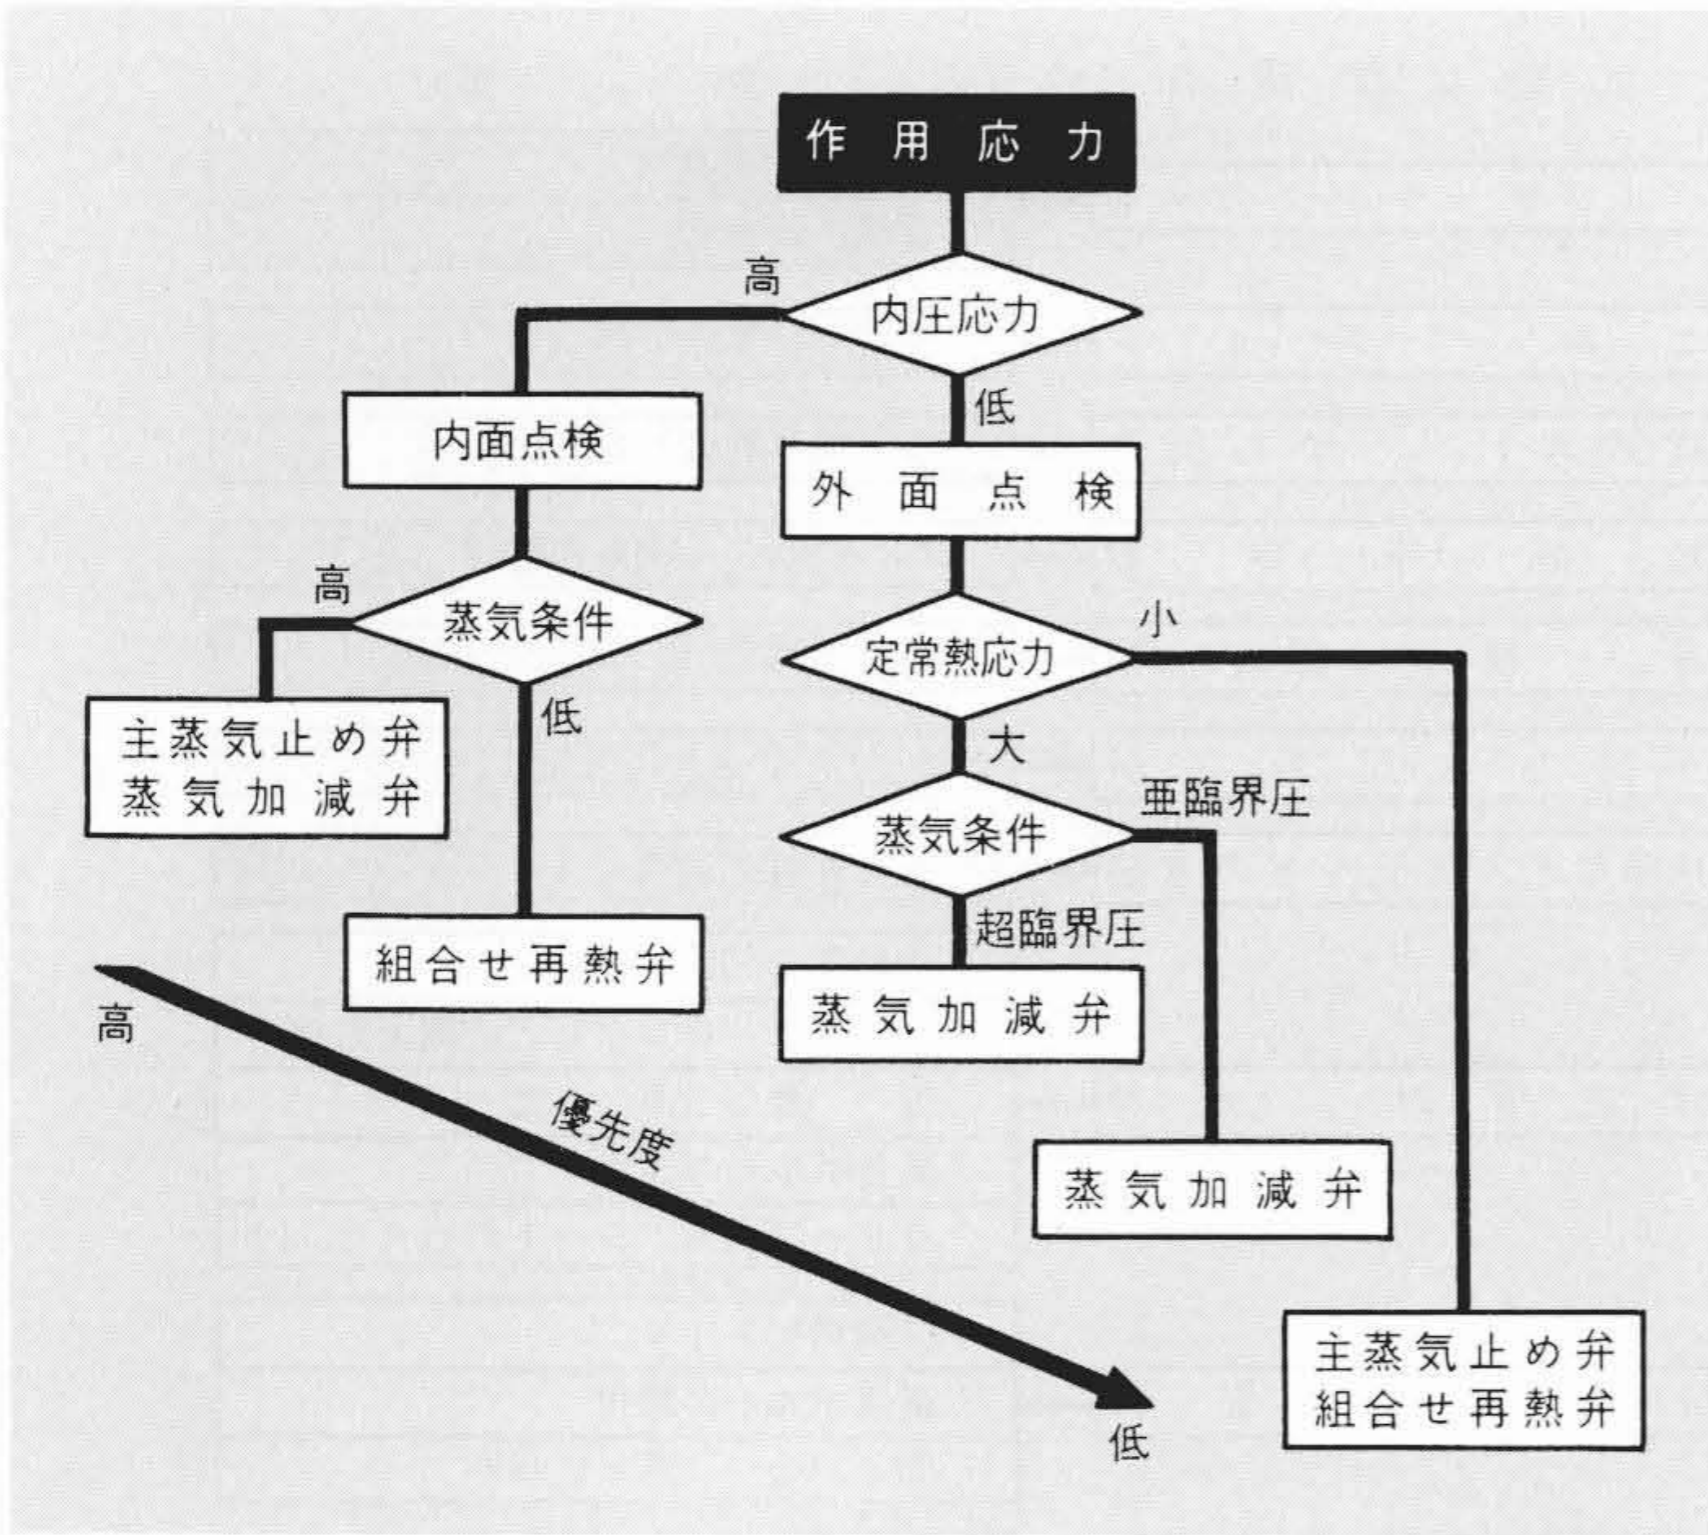 作用応力
高
内圧応力
低
内面点検
外面点検
高
蒸気条件
小
定常熱応力
低
大
主蒸気止め弁
蒸気加減弁
亜臨界圧
蒸気条件
超臨界圧
組合せ再熱弁
蒸気加減弁
高
優先度
蒸気加減弁
主蒸気止め弁
組合せ再熱弁
低